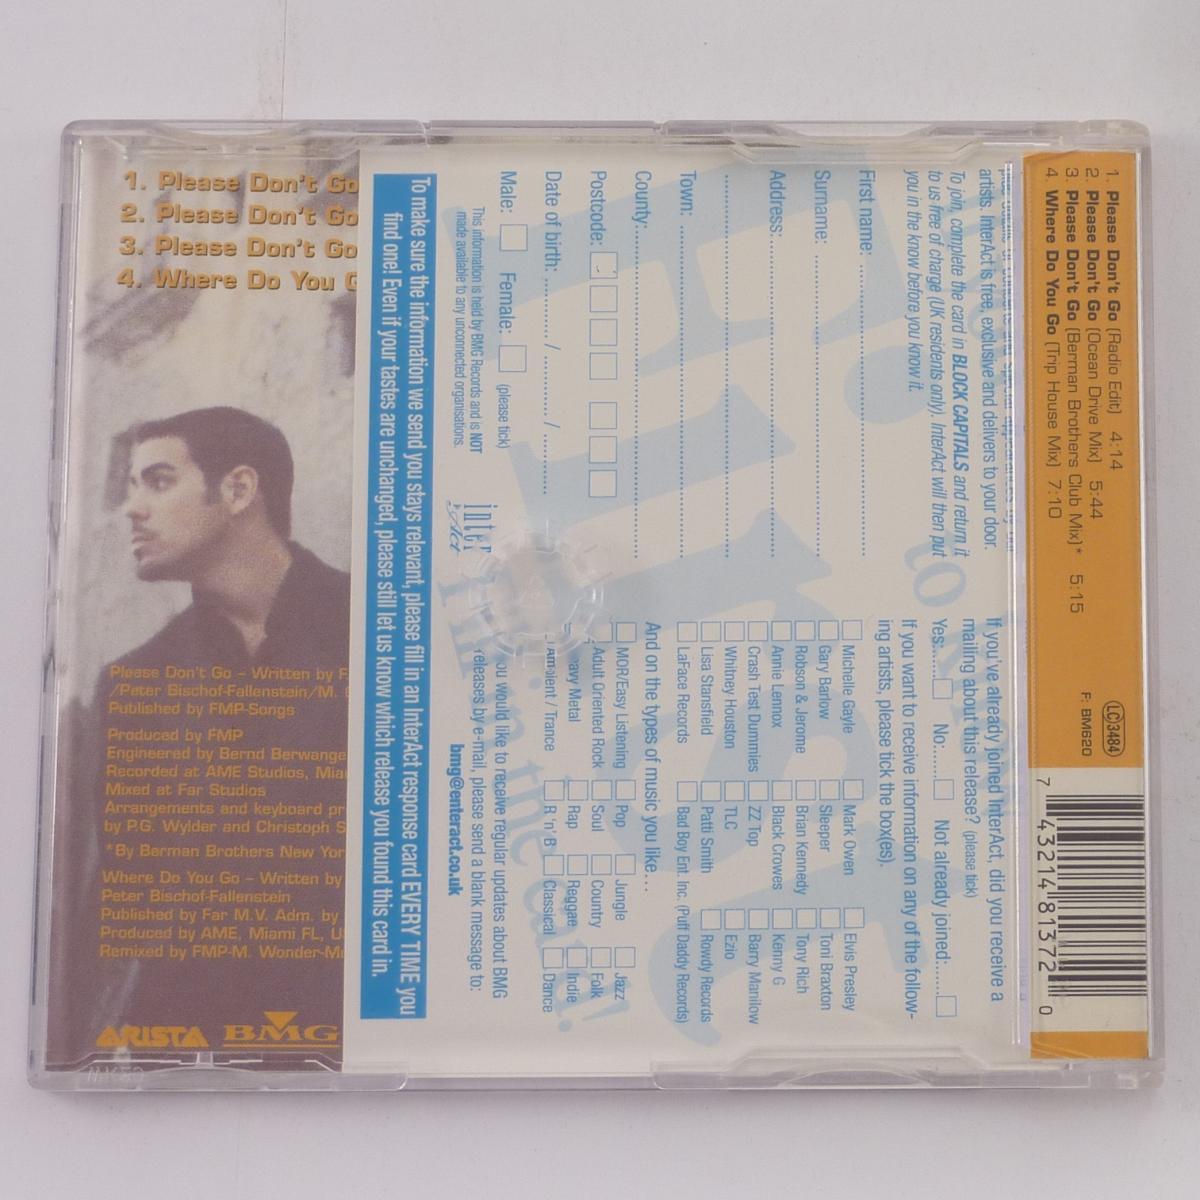 1. Please Don't Go
2. Please Don't Go
3. Please Don't Go
4. Where Do You G
Please Don't Go – Written by F.
/Peter Bischof-Fallenstein/M.
Published by FMP-Songs
Produced by FMP
Engineered by Bernd Berwange
Recorded at AME Studios, Miam
Mixed at Far Studios
Arrangements and keyboard pr
by P.G. Wylder and Christoph S
*By Berman Brothers New Yor
Where Do You Go – Written by
Peter Bischof-Fallenstein
Published by Far M.V. Adm. by
Produced by AME, Miami FL, U
Remixed by FMP-M. Wonder-M
ARISTA BMG
artists. InterAct is free, exclusive and delivers to your door.
To join, complete the card in BLOCK CAPITALS and return it
to us free of charge (UK residents only). InterAct will then put
you in the know before you know it.
First name:
Surname:
Address:
Town:
County:
Postcode:
Date of birth: / /
Male: Female: (please tick)
This information is held by BMG Records and is NOT
made available to any unconnected organisations.
inter
Act
If you've already joined InterAct, did you receive a
mailing about this release? (please tick)
Yes: No: Not already joined:
If you want to receive information on any of the follow-
ing artists, please tick the box(es),
Michelle Gayle Mark Owen Elvis Presley
Gary Barlow Sleeper Toni Braxton
Robson & Jerome Brian Kennedy Tony Rich
Annie Lennox Black Crowes Kenny G
Crash Test Dummies ZZ Top Barry Manilow
Whitney Houston TLC Ezio
Lisa Stansfield Patti Smith Rowdy Records
LaFace Records Bad Boy Ent. Inc. (Puff Daddy Records)
And on the types of music you like...
MOR/Easy Listening Pop Jungle Jazz
Adult Oriented Rock Soul Country Folk
Heavy Metal Rap Reggae Indie
Ambient / Trance R 'n' B Classical Dance
you would like to receive regular updates about BMG
releases by e-mail, please send a blank message to:
bmg@enteract.co.uk
To make sure the information we send you stays relevant, please fill in an InterAct response card EVERY TIME you
find one! Even if your tastes are unchanged, please still let us know which release you found this card in.
1. Please Don't Go (Radio Edit) 4:14
2. Please Don't Go (Ocean Drive Mix) 5:44
3 Please Don't Go (Berman Brothers Club Mix)* 5:15
4. Where Do You Go (Trip House Mix) 7:10
LC 3484
F: BM620
7 43214 81372 0